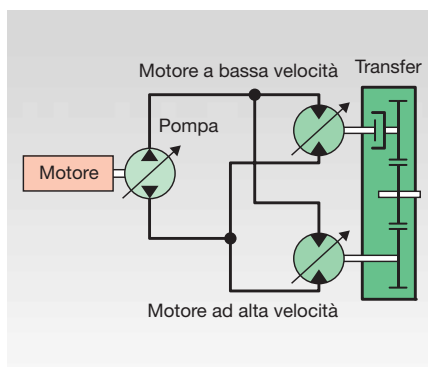 Motore a bassa velocità
Transfer
Pompa
Motore
Motore ad alta velocità